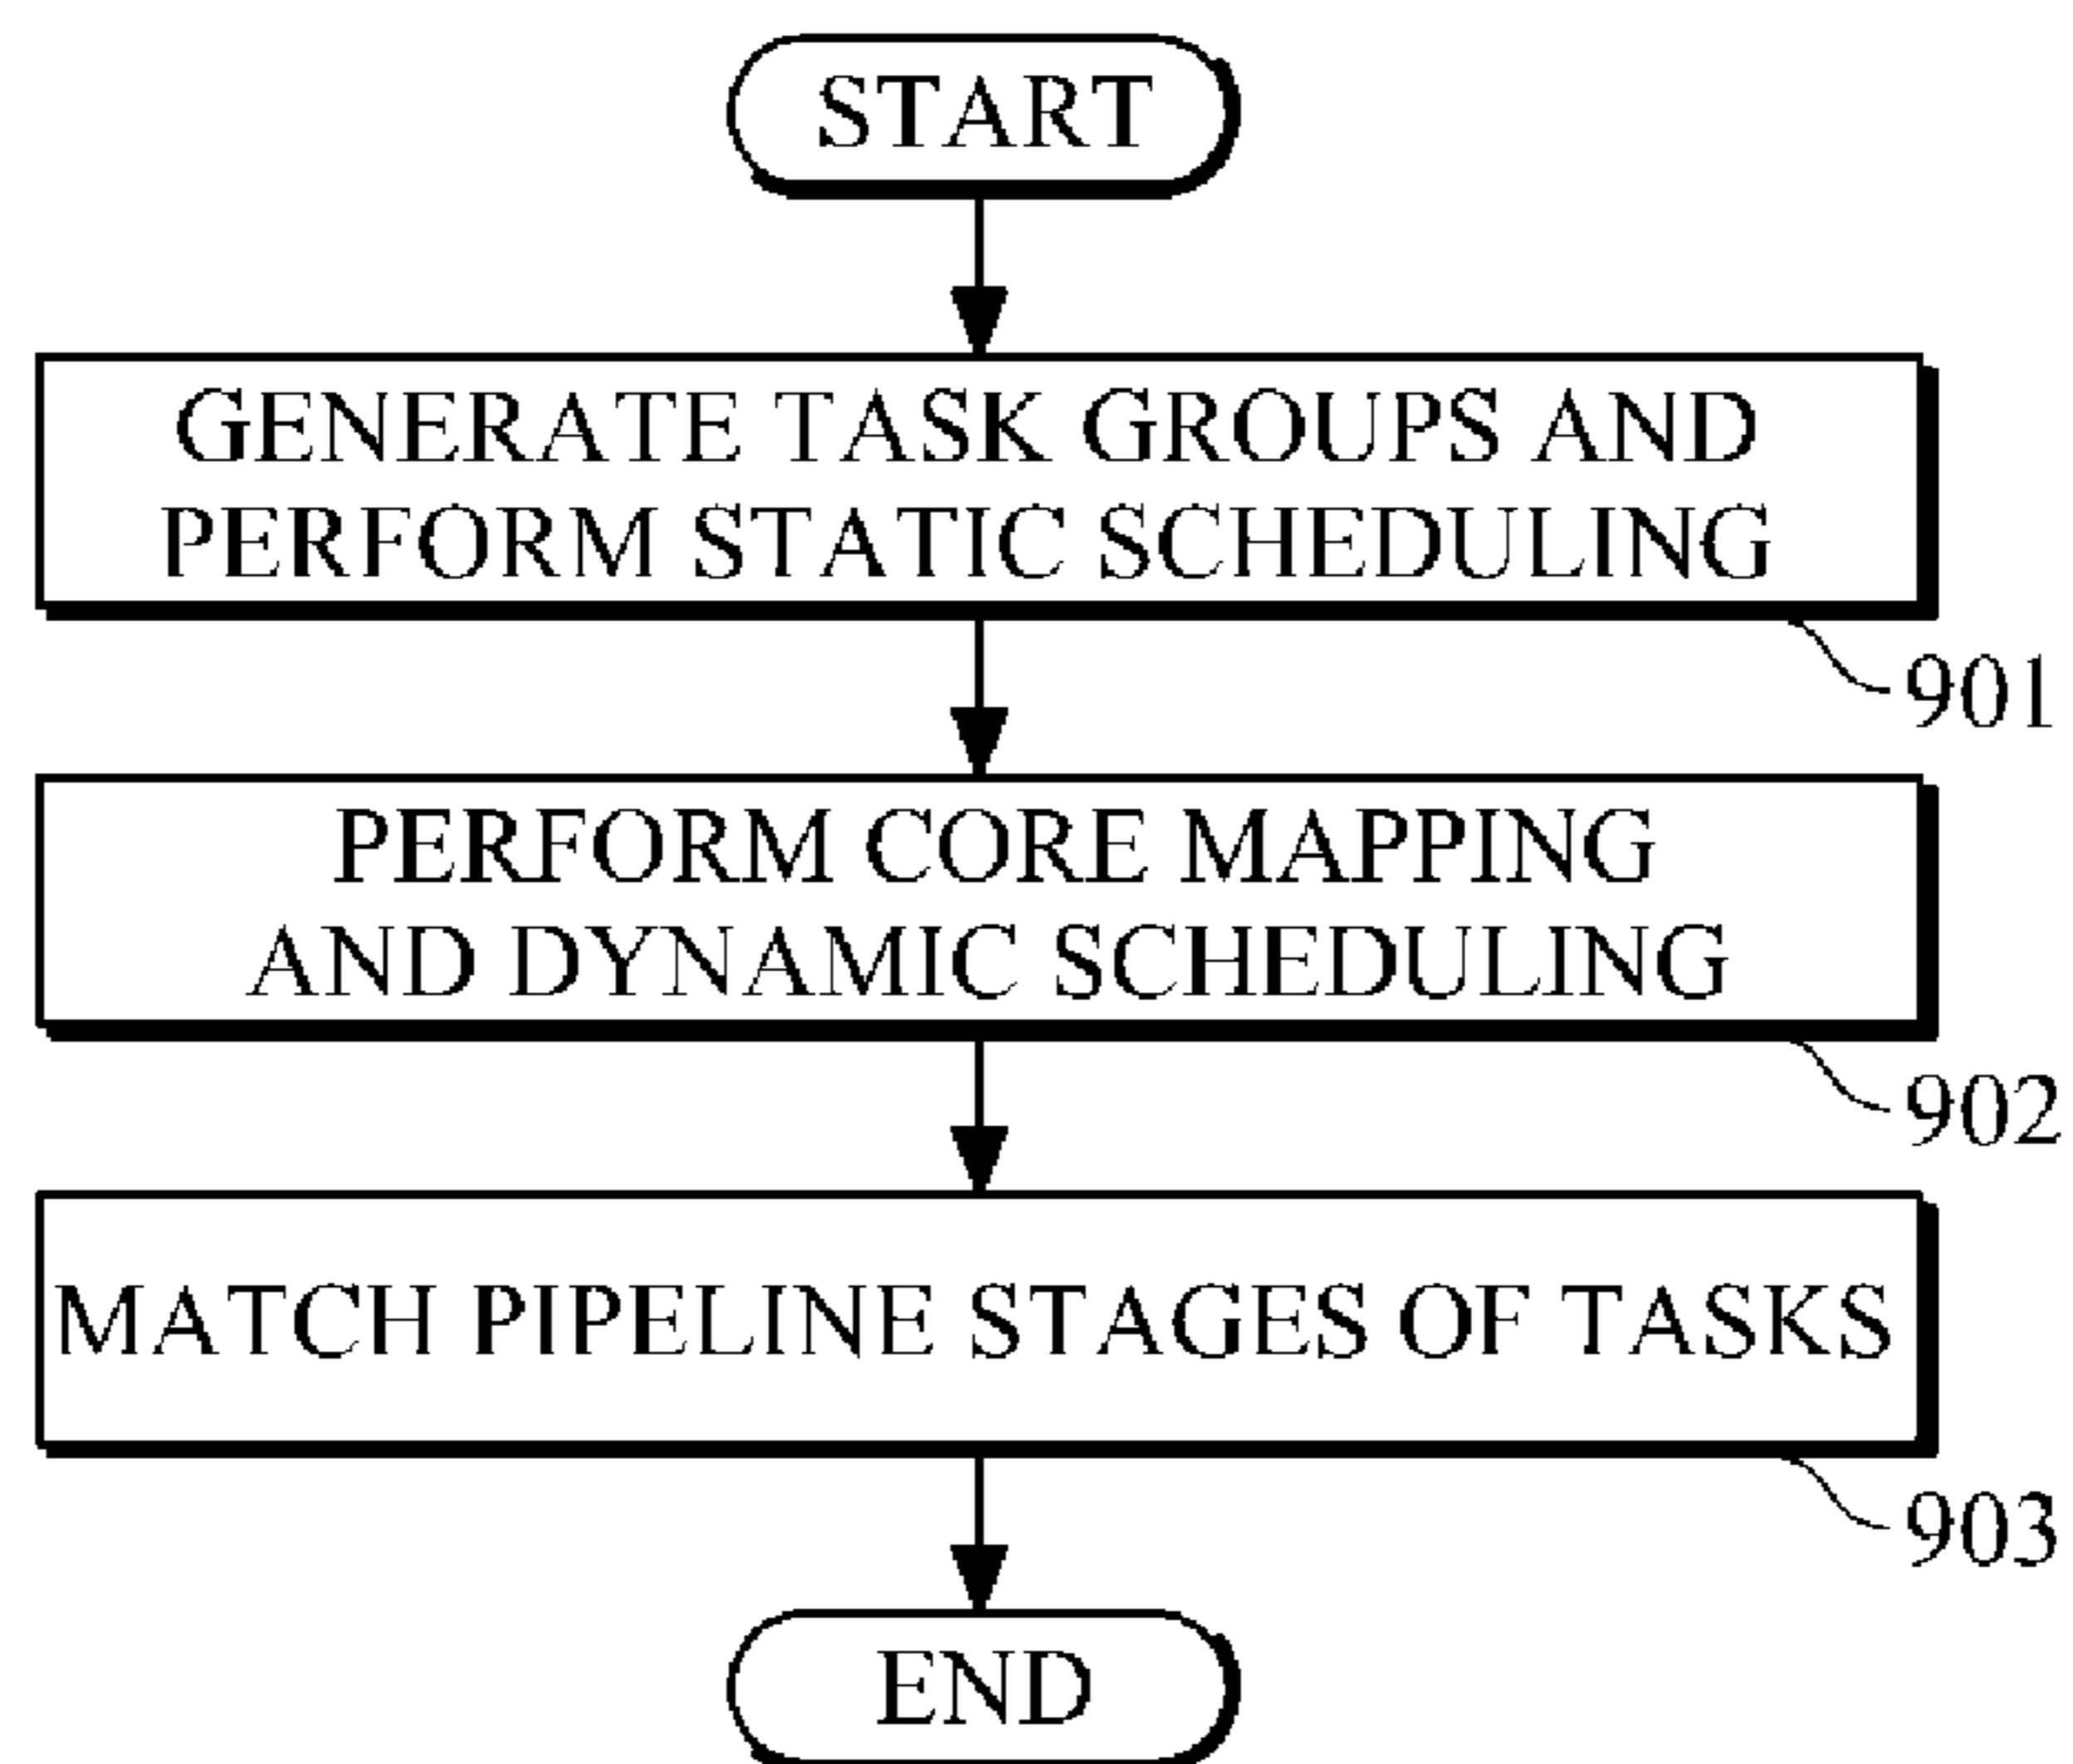 START
GENERATE TASK GROUPS AND
PERFORM STATIC SCHEDULING
901
PERFORM CORE MAPPING
AND DYNAMIC SCHEDULING
902
MATCH PIPELINE STAGES OF TASKS
903
END